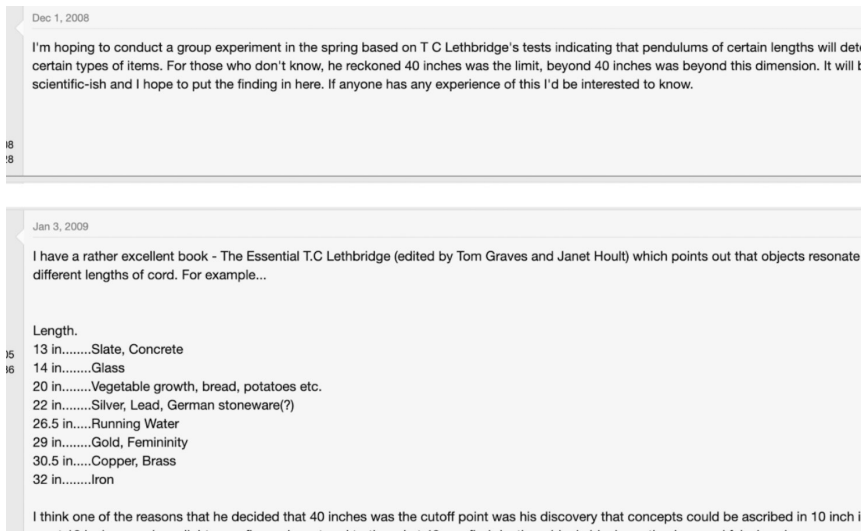 Dec 1, 2008
I'm hoping to conduct a group experiment in the spring based on T C Lethbridge's tests indicating that pendulums of certain lengths will
certain types of items. For those who don't know, he reckoned 40 inches was the limit, beyond 40 inches was beyond this dimension. It will
scientific-ish and I hope to put the finding in here. If anyone has any experience of this I'd be interested to know.
Jan 3, 2009
I have a rather excellent book - The Essential T.C Lethbridge (edited by Tom Graves and Janet Hoult) which points out that objects resonate
different lengths of cord. For example...
Length.
13 in........Slate, Concrete
14 in........Glass
20 in........Vegetable growth, bread, potatoes etc.
22 in........Silver, Lead, German stoneware(?)
26.5 in.....Running Water
29 in........Gold, Femininity
30.5 in.....Copper, Brass
32 in........Iron
I think one of the reasons that he decided that 40 inches was the cutoff point was his discovery that concepts could be ascribed in 10 inch